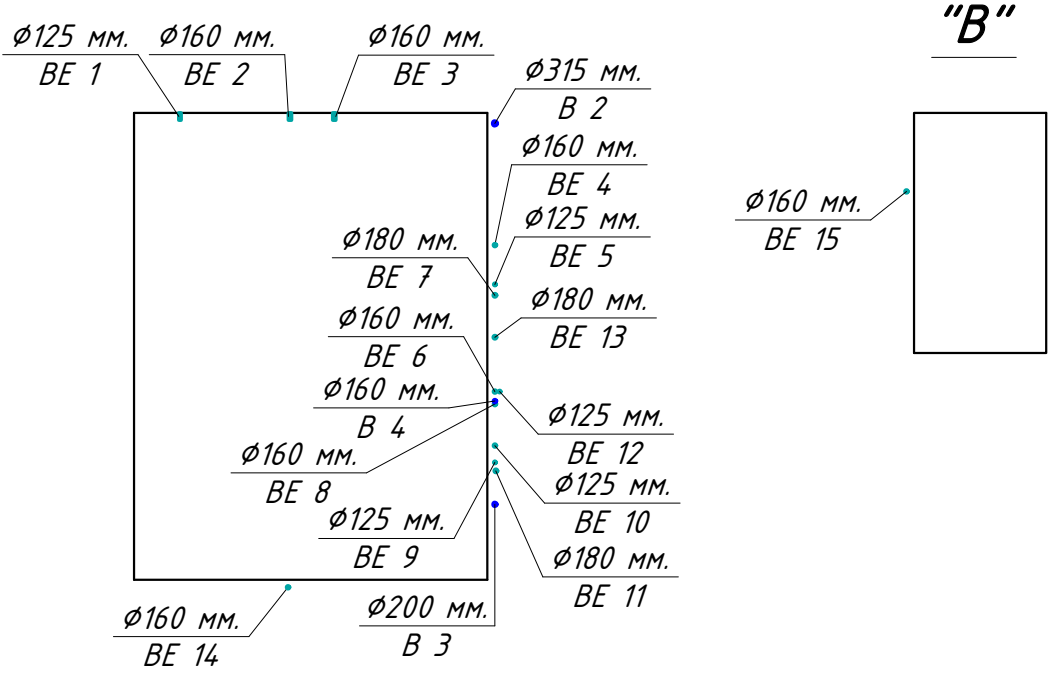 "В"
Ø125 мм.
ВЕ 1
Ø160 мм.
ВЕ 2
Ø160 мм.
ВЕ 3
Ø315 мм.
В 2
Ø160 мм.
ВЕ 4
Ø125 мм.
ВЕ 5
Ø180 мм.
ВЕ 7
Ø180 мм.
ВЕ 13
Ø160 мм.
ВЕ 6
Ø160 мм.
В 4
Ø125 мм.
ВЕ 12
Ø160 мм.
ВЕ 8
Ø125 мм.
ВЕ 10
Ø125 мм.
ВЕ 9
Ø180 мм.
ВЕ 11
Ø200 мм.
В 3
Ø160 мм.
ВЕ 14
Ø160 мм.
ВЕ 15